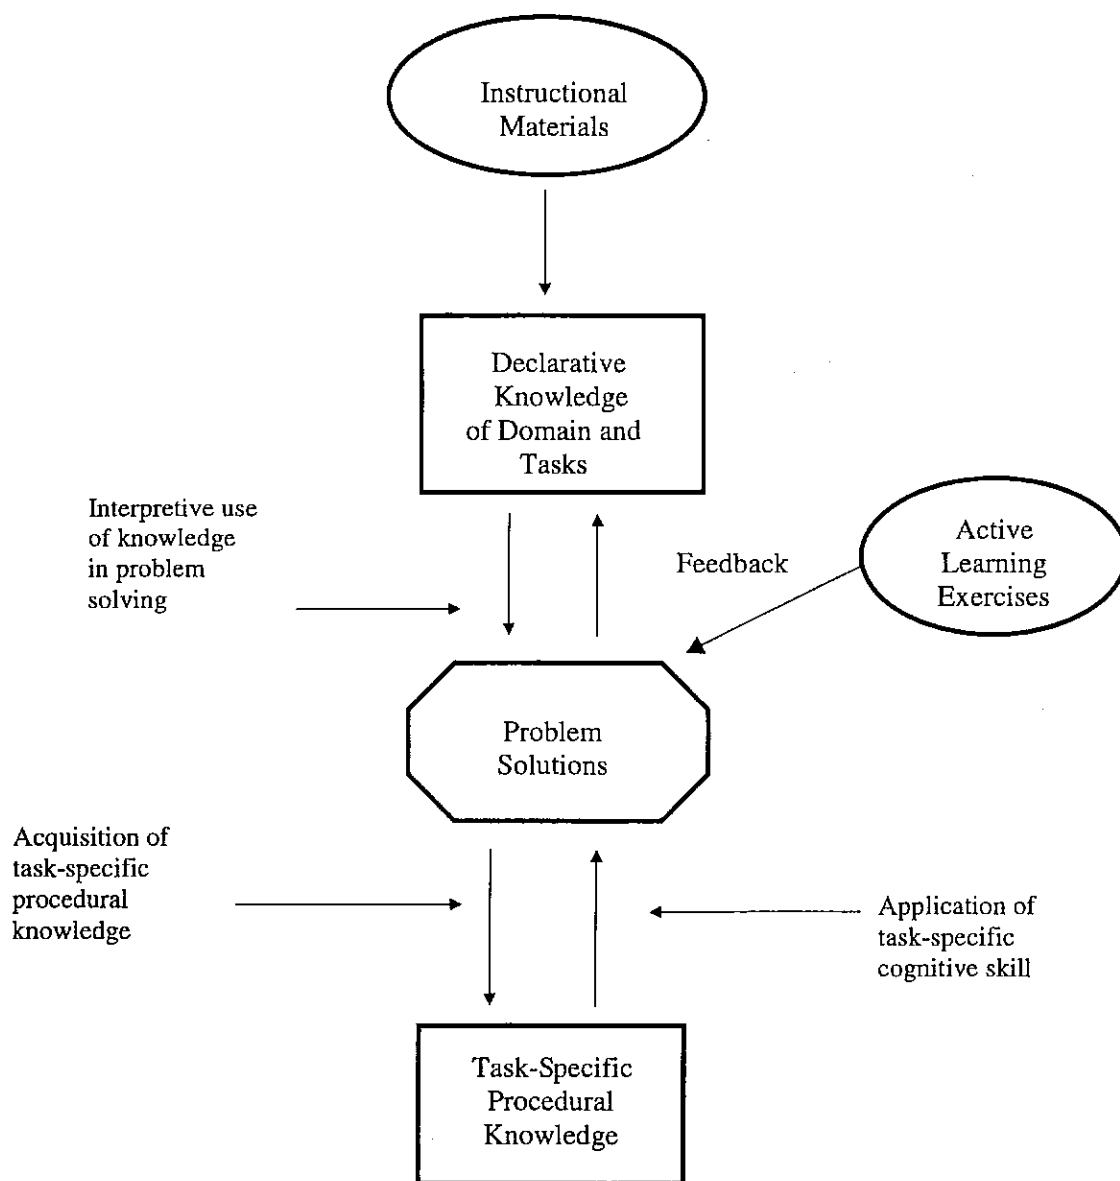 Instructional
Materials
Declarative
Knowledge
of Domain and
Tasks
Interpretive use
of knowledge
in problem
solving
Feedback
Active
Learning
Exercises
Problem
Solutions
Acquisition of
task-specific
procedural
knowledge
Application of
task-specific
cognitive skill
Task-Specific
Procedural
Knowledge